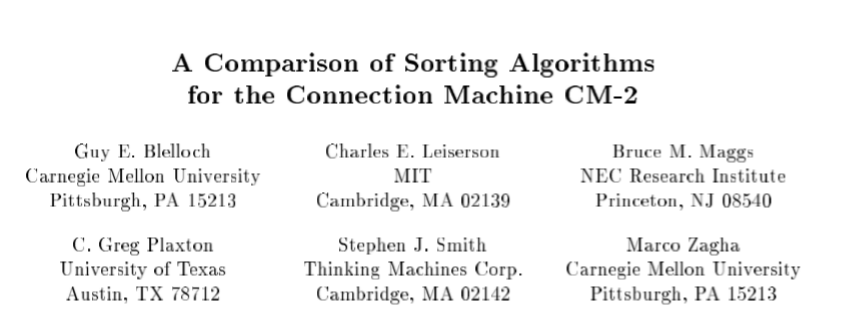 A Comparison of Sorting Algorithms
for the Connection Machine CM-2
Guy E. Blelloch
Carnegie Mellon University
Pittsburgh, PA 15213
Charles E. Leiserson
MIT
Cambridge, MA 02139
Bruce M. Maggs
NEC Research Institute
Princeton, NJ 08540
C. Greg Plaxton
University of Texas
Austin, TX 78712
Stephen J. Smith
Thinking Machines Corp.
Cambridge, MA 02142
Marco Zagha
Carnegie Mellon University
Pittsburgh, PA 15213